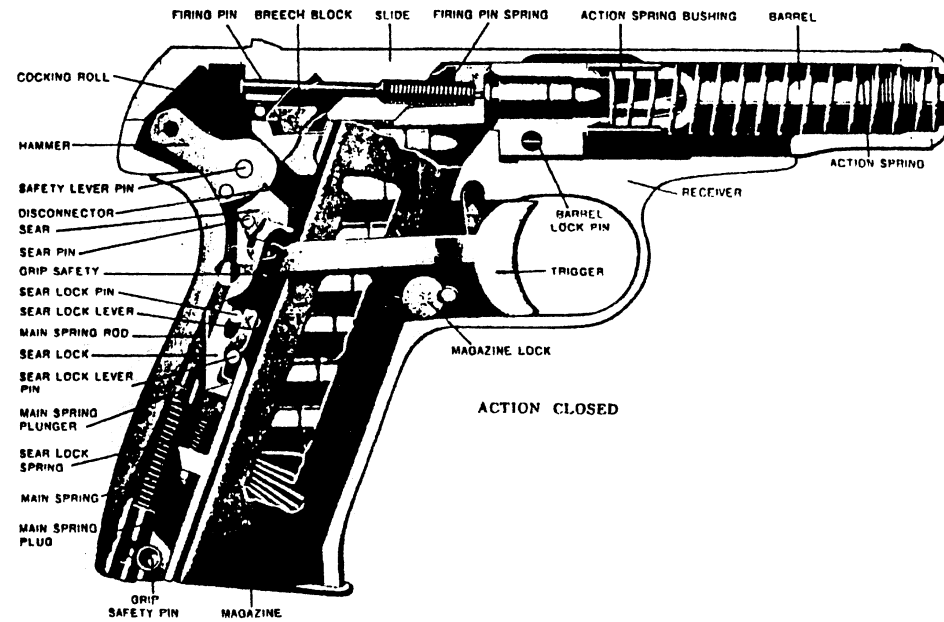 FIRING PIN
BREECH BLOCK
SLIDE
FIRING PIN SPRING
ACTION SPRING BUSHING
BARREL
COCKING ROLL
HAMMER
SAFETY LEVER PIN
DISCONNECTOR
SEAR
SEAR PIN
GRIP SAFETY
SEAR LOCK PIN
SEAR LOCK LEVER
MAIN SPRING ROD
SEAR LOCK
SEAR LOCK LEVER
PIN
MAIN SPRING
PLUNGER
SEAR LOCK
SPRING
MAIN SPRING
MAIN SPRING
PLUG
GRIP
SAFETY PIN
MAGAZINE
ACTION SPRING
RECEIVER
BARREL
LOCK PIN
TRIGGER
MAGAZINE LOCK
ACTION CLOSED